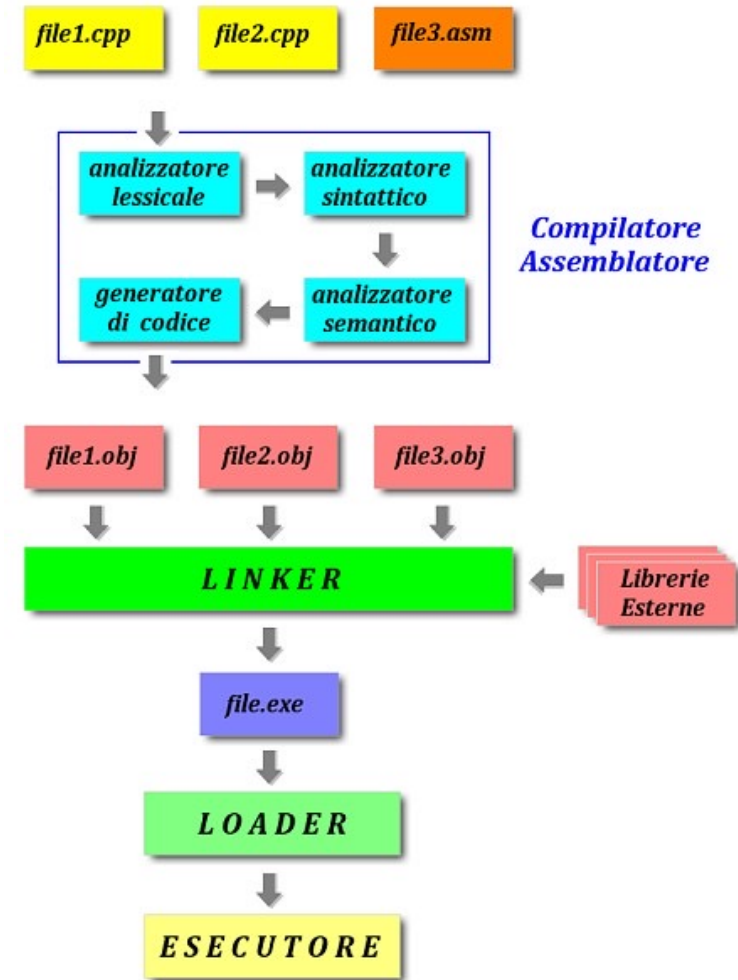 file1.cpp
file2.cpp
file3.asm
analizzatore
lessicale
analizzatore
sintattico
Compilatore
Assemblatore
generatore
di codice
analizzatore
semantico
file1.obj
file2.obj
file3.obj
LINKER
Librerie
Esterne
file.exe
LOADER
ESECUTORE